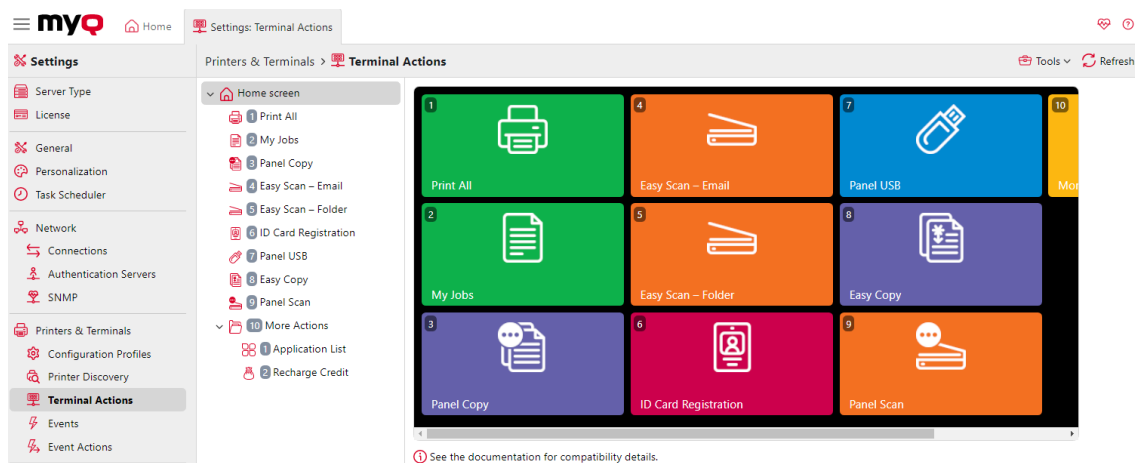 myQ
Home
Settings: Terminal Actions
Settings
Printers & Terminals > Terminal Actions
Tools
Refresh
Server Type
License
General
Personalization
Task Scheduler
Network
Connections
Authentication Servers
SNMP
Printers & Terminals
Configuration Profiles
Printer Discovery
Terminal Actions
Events
Event Actions
Home screen
1 Print All
2 My Jobs
3 Panel Copy
4 Easy Scan – Email
5 Easy Scan – Folder
6 ID Card Registration
7 Panel USB
8 Easy Copy
9 Panel Scan
10 More Actions
1 Application List
2 Recharge Credit
1
Print All
4
Easy Scan – Email
7
Panel USB
10
Mor
2
My Jobs
5
Easy Scan – Folder
8
¥
Easy Copy
3
Panel Copy
6
ID Card Registration
9
Panel Scan
See the documentation for compatibility details.